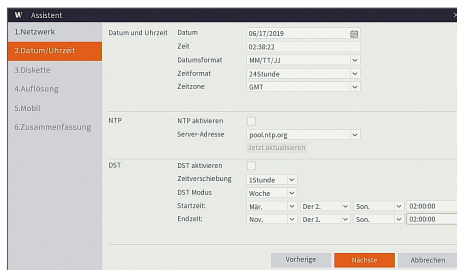 W Assistent
1.Netzwerk
2.Datum/Uhrzeit
3.Diskette
4.Auflösung
5.Mobil
6.Zusammenfassung
Datum und Uhrzeit
Datum 06/17/2019
Zeit 02:38:22
Datumsformat MM/TT/JJ
Zeitformat 24Stunde
Zeitzone GMT
NTP
NTP aktivieren
Server-Adresse pool.ntp.org
Jetzt aktualisieren
DST
DST aktivieren
Zeitverschiebung 1Stunde
DST Modus Woche
Startzeit: Mär. Der 2. Son. 02:00:00
Endzeit: Nov. Der 1. Son. 02:00:00
Vorherige Nächste Abbrechen